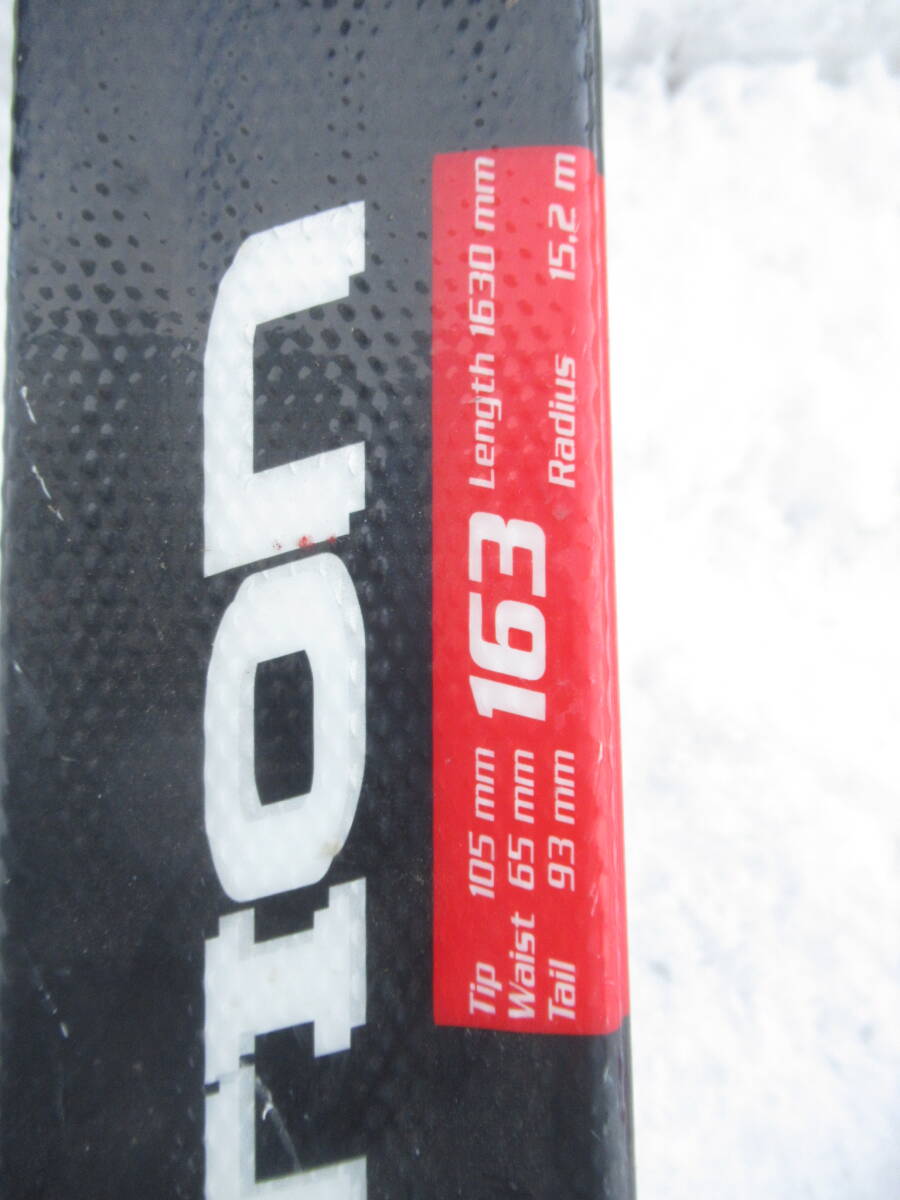 Tip 105 mm
Waist 65 mm
Tail 93 mm
163
Length 1630 mm
Radius 15.2 m